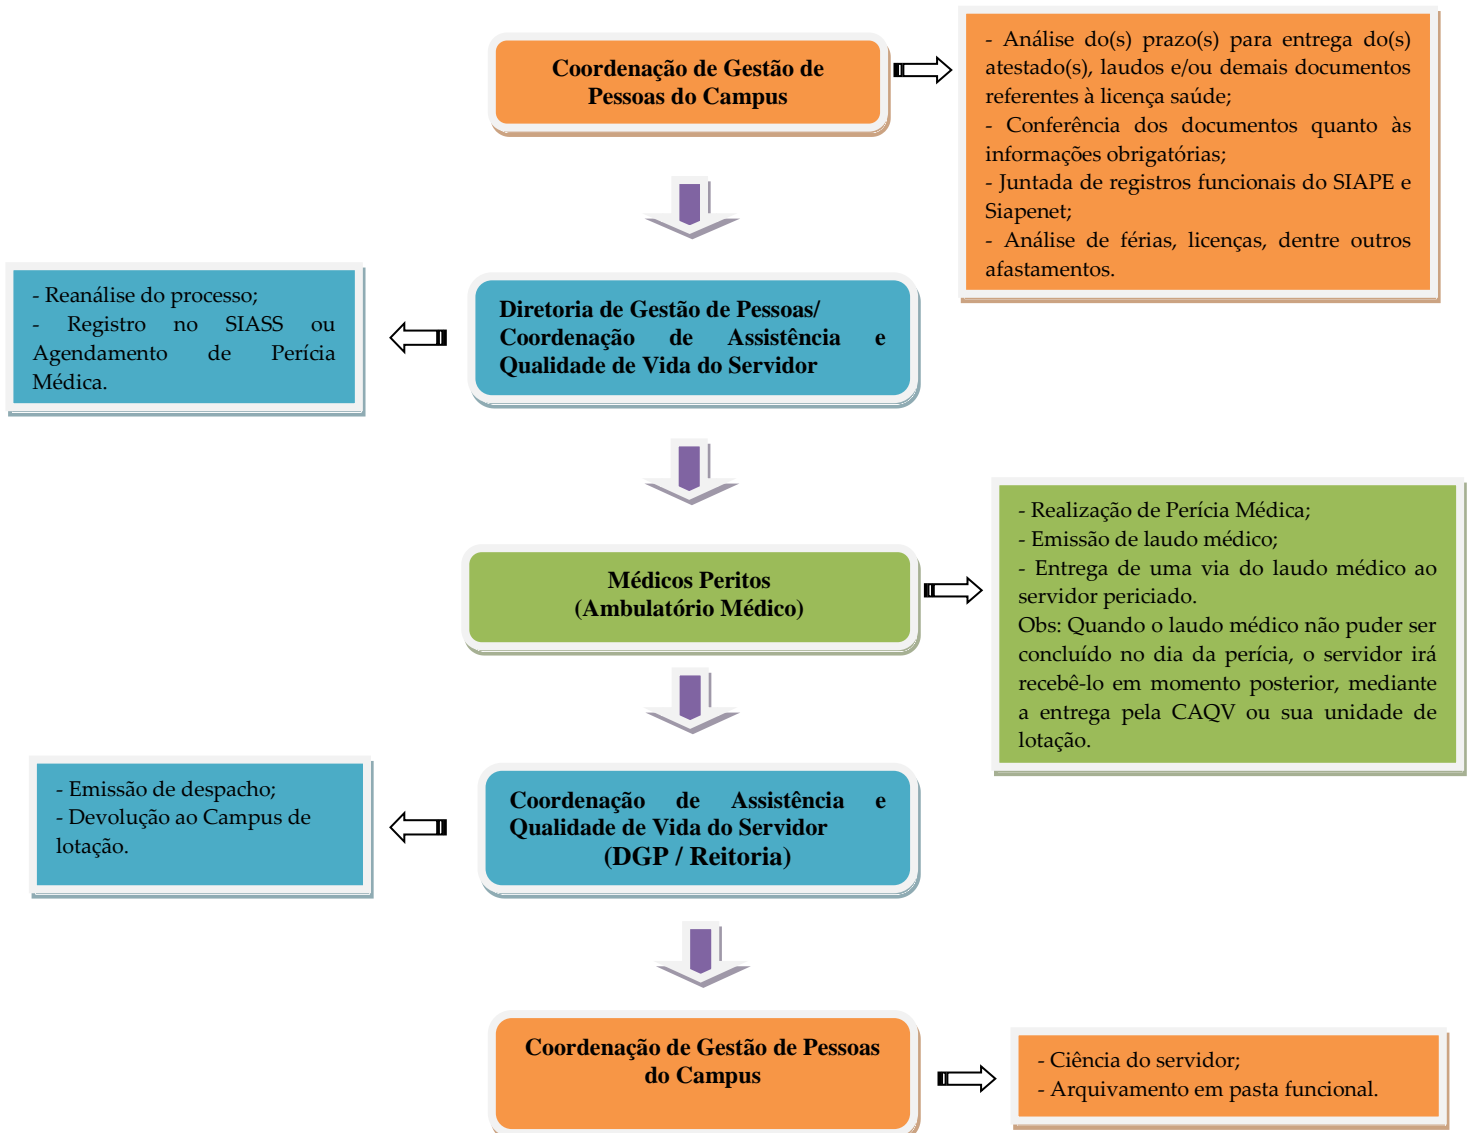 Coordenação de Gestão de
Pessoas do Campus
- Análise do(s) prazo(s) para entrega do(s)
atestado(s), laudos e/ou demais documentos
referentes à licença saúde;
- Conferência dos documentos quanto às
informações obrigatórias;
- Juntada de registros funcionais do SIAPE e
Siapenet;
- Análise de férias, licenças, dentre outros
afastamentos.
- Reanálise do processo;
- Registro no SIASS ou
Agendamento de Perícia
Médica.
Diretoria de Gestão de Pessoas/
Coordenação de Assistência e
Qualidade de Vida do Servidor
Médicos Peritos
(Ambulatório Médico)
- Realização de Perícia Médica;
- Emissão de laudo médico;
- Entrega de uma via do laudo médico ao
servidor periciado.
Obs: Quando o laudo médico não puder ser
concluído no dia da perícia, o servidor irá
recebê-lo em momento posterior, mediante
a entrega pela CAQV ou sua unidade de
lotação.
- Emissão de despacho;
- Devolução ao Campus de
lotação.
Coordenação de Assistência e
Qualidade de Vida do Servidor
(DGP / Reitoria)
Coordenação de Gestão de Pessoas
do Campus
- Ciência do servidor;
- Arquivamento em pasta funcional.